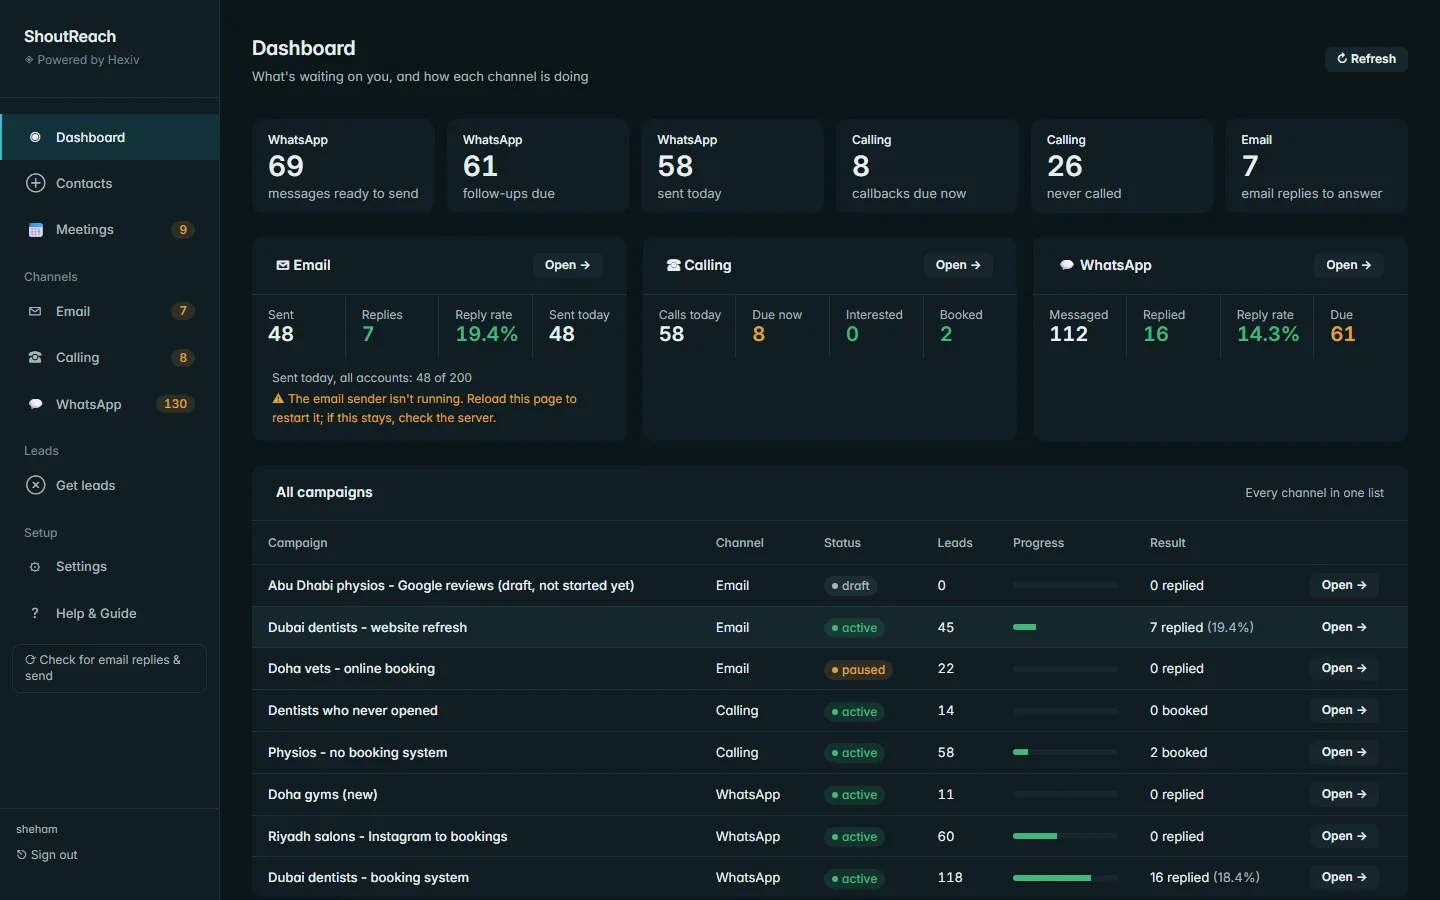 ShoutReach
Powered by Hexiv
Dashboard
Contacts
Meetings 9
Channels
Email 7
Calling 8
WhatsApp 130
Leads
Get leads
Setup
Settings
? Help & Guide
Check for email replies &
send
sheham
Sign out
Dashboard
What's waiting on you, and how each channel is doing
Refresh
WhatsApp
69
messages ready to send
WhatsApp
61
follow-ups due
WhatsApp
58
sent today
Calling
8
callbacks due now
Calling
26
never called
Email
7
email replies to answer
Email Open →
Sent Replies Reply rate Sent today
48 7 19.4% 48
Sent today, all accounts: 48 of 200
⚠ The email sender isn't running. Reload this page to
restart it; if this stays, check the server.
Calling Open →
Calls today Due now Interested Booked
58 8 0 2
WhatsApp Open →
Messaged Replied Reply rate Due
112 16 14.3% 61
All campaigns Every channel in one list
Campaign Channel Status Leads Progress Result
Abu Dhabi physios - Google reviews (draft, not started yet) Email draft 0 0 replied Open →
Dubai dentists - website refresh Email active 45 7 replied (19.4%) Open →
Doha vets - online booking Email paused 22 0 replied Open →
Dentists who never opened Calling active 14 0 booked Open →
Physios - no booking system Calling active 58 2 booked Open →
Doha gyms (new) WhatsApp active 11 0 replied Open →
Riyadh salons - Instagram to bookings WhatsApp active 60 0 replied Open →
Dubai dentists - booking system WhatsApp active 118 16 replied (18.4%) Open →